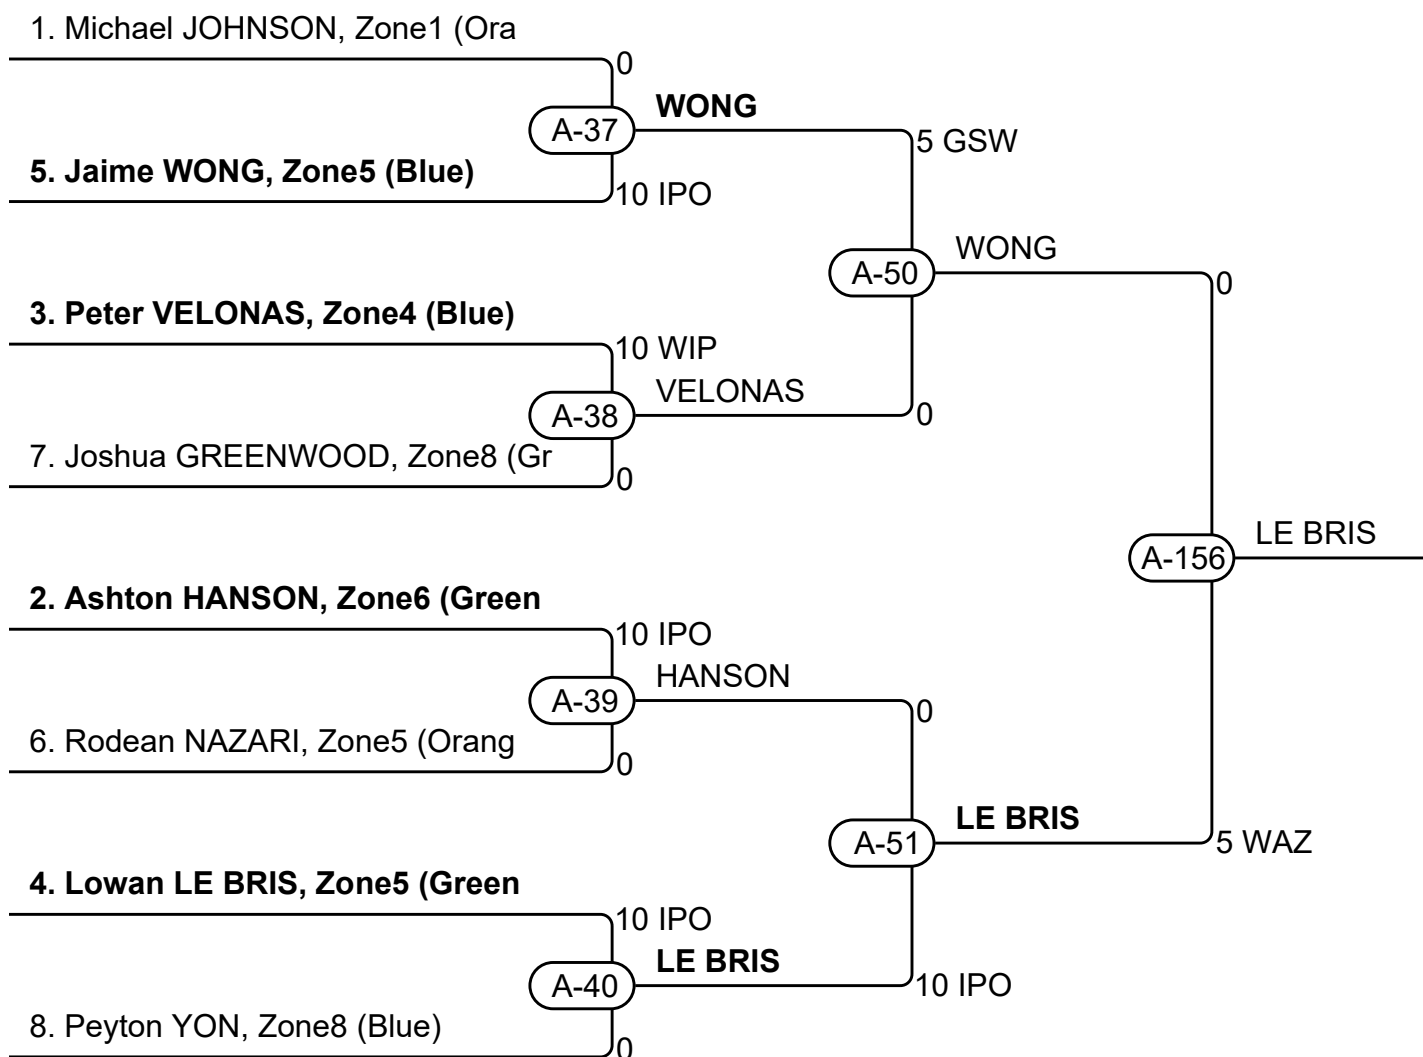 1. Michael JOHNSON, Zone1 (Ora
0
WONG
A-37
5 GSW
5. Jaime WONG, Zone5 (Blue)
10 IPO
WONG
A-50
0
3. Peter VELONAS, Zone4 (Blue)
10 WIP
VELONAS
A-38
0
7. Joshua GREENWOOD, Zone8 (Gr
0
LE BRIS
A-156
2. Ashton HANSON, Zone6 (Green
10 IPO
HANSON
A-39
0
6. Rodean NAZARI, Zone5 (Orang
0
LE BRIS
A-51
5 WAZ
4. Lowan LE BRIS, Zone5 (Green
10 IPO
LE BRIS
A-40
10 IPO
8. Peyton YON, Zone8 (Blue)
0